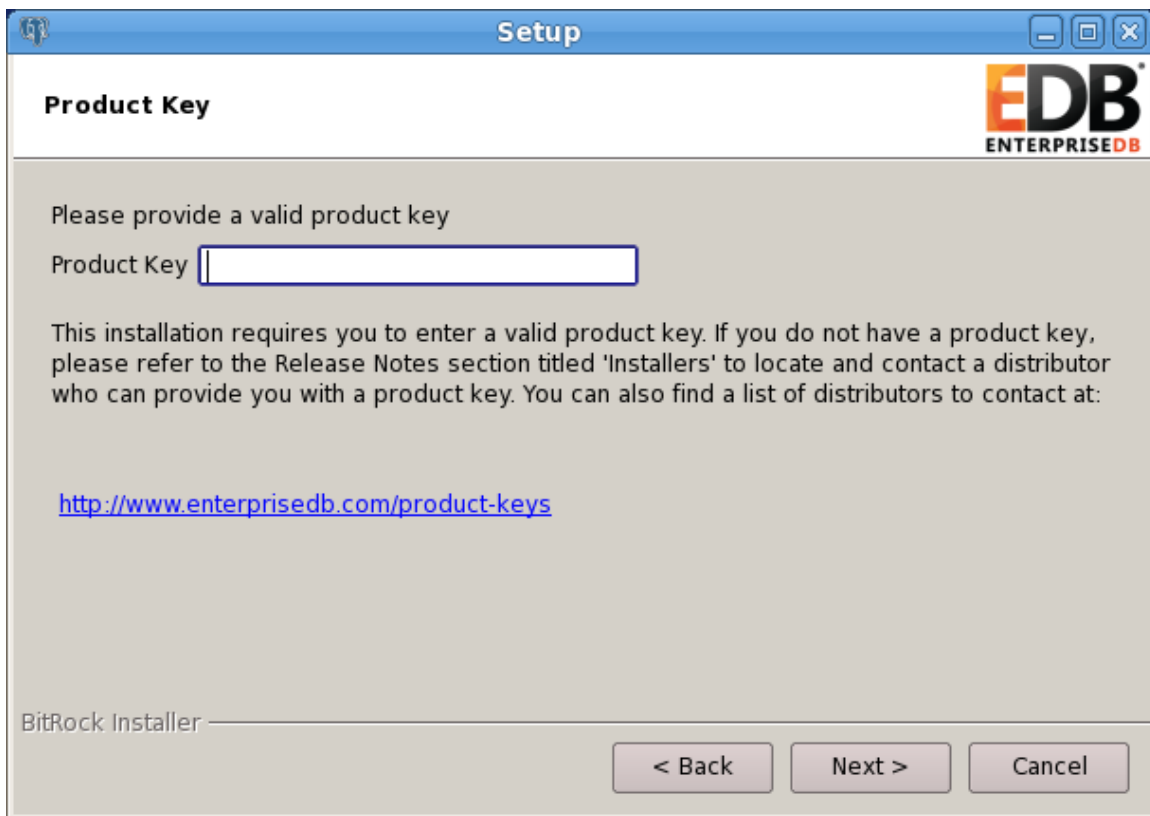 Setup
Product Key
EDB
ENTERPRISEDB
Please provide a valid product key
Product Key
This installation requires you to enter a valid product key. If you do not have a product key,
please refer to the Release Notes section titled 'Installers' to locate and contact a distributor
who can provide you with a product key. You can also find a list of distributors to contact at:
http://www.enterprisedb.com/product-keys
BitRock Installer
< Back Next > Cancel